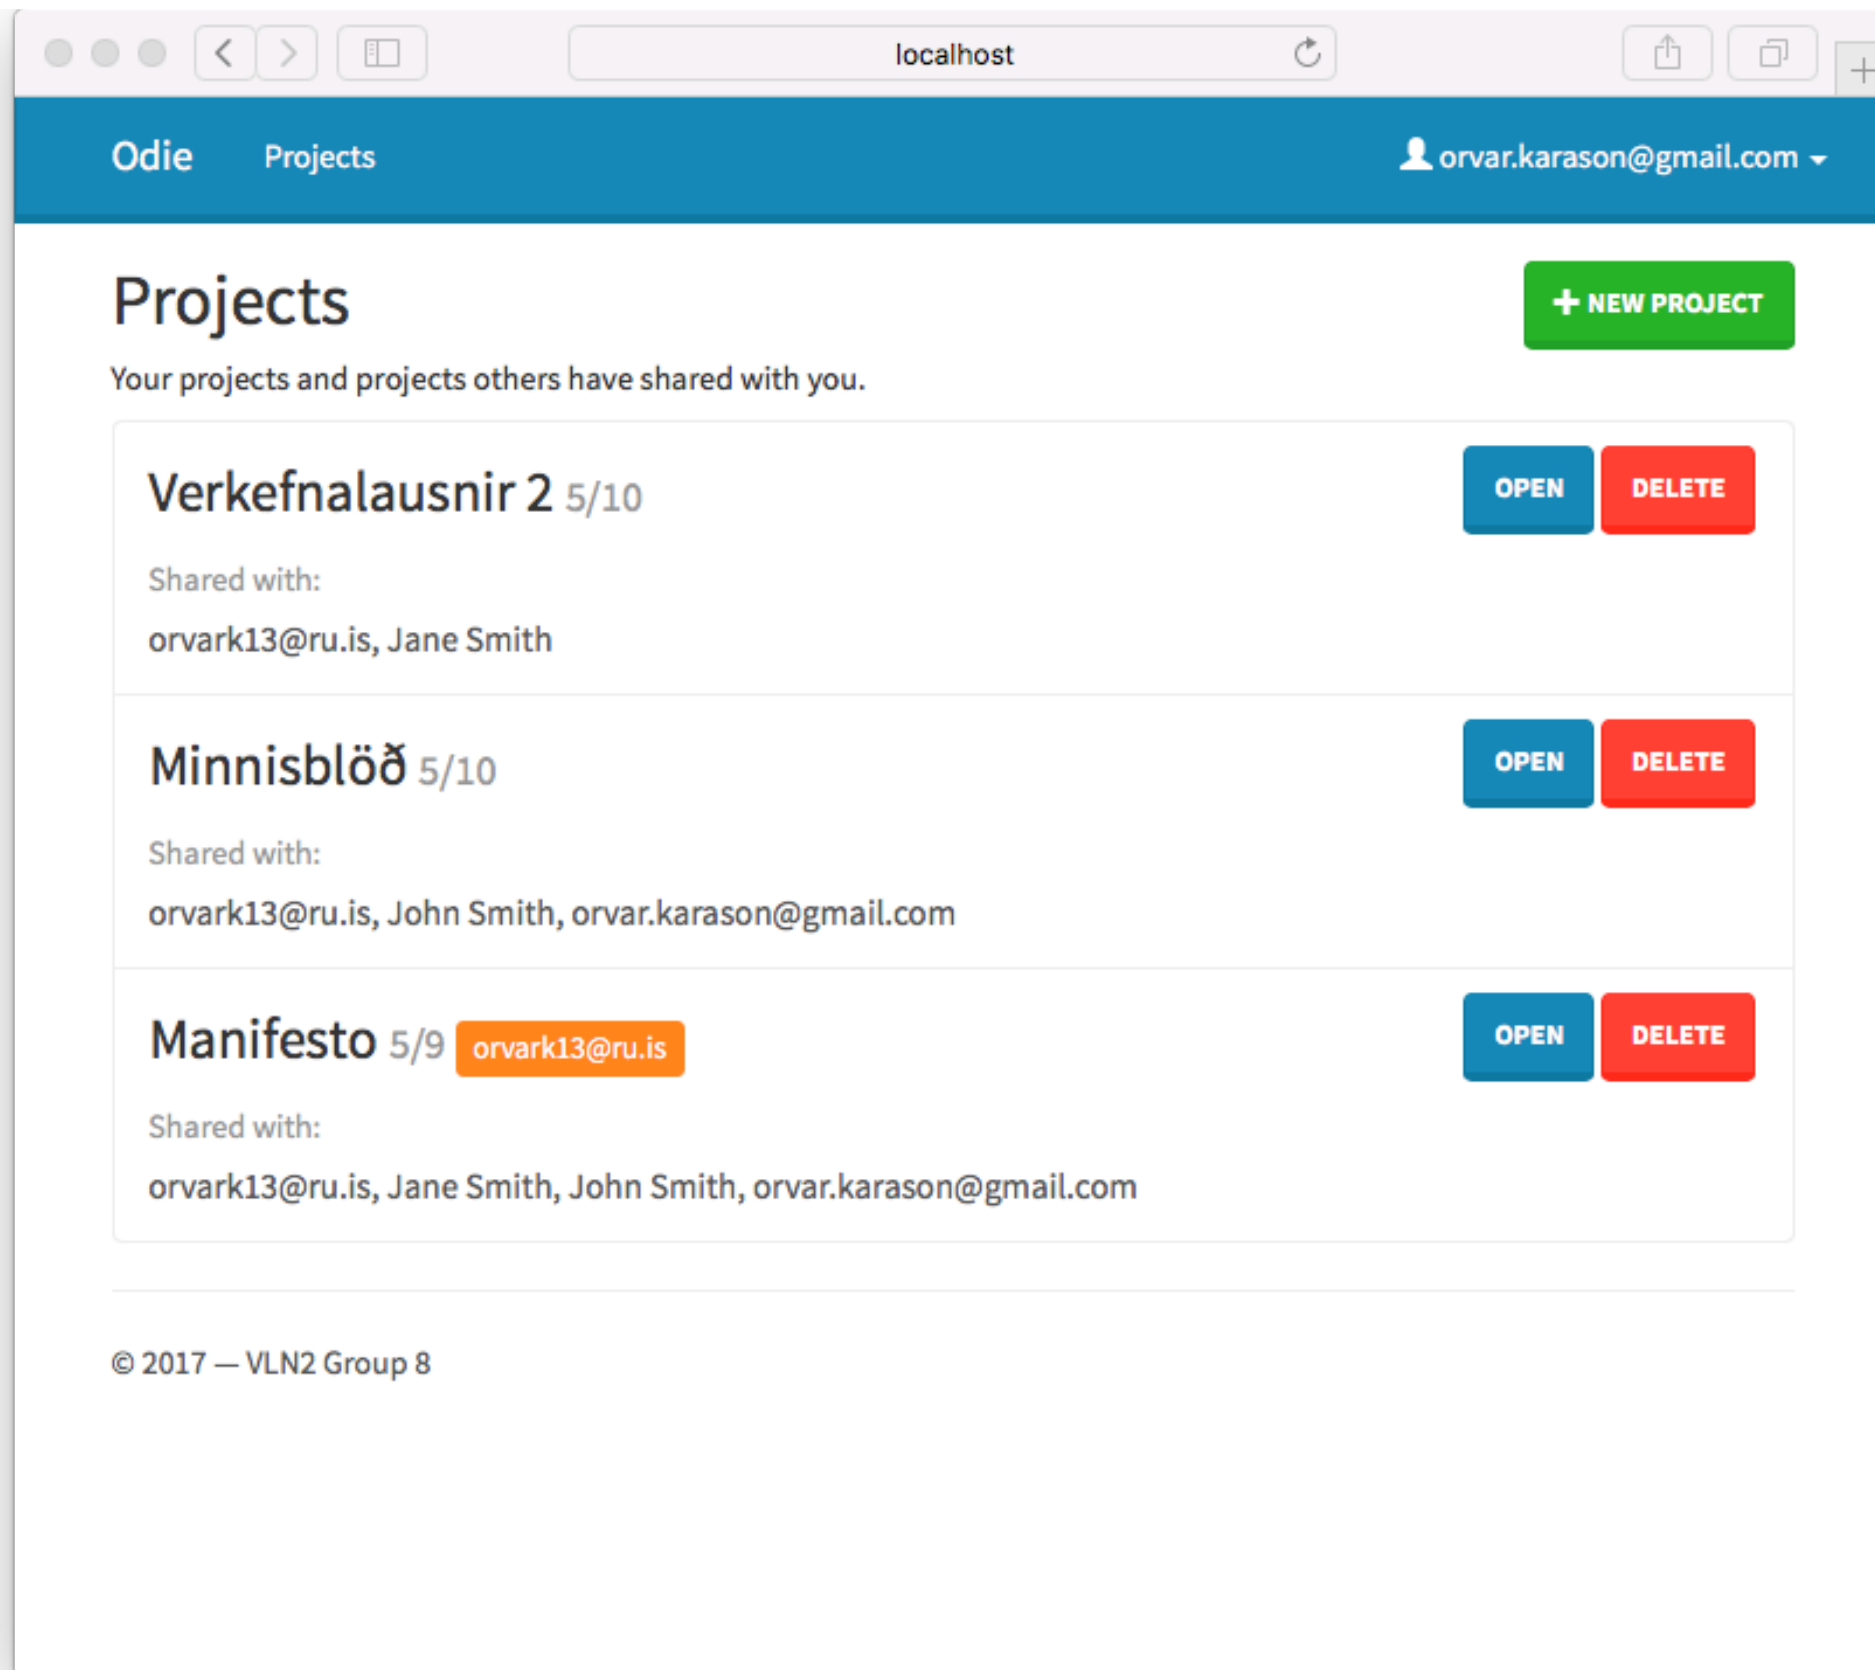 localhost
Odie Projects orvar.karason@gmail.com
Projects
+ NEW PROJECT
Your projects and projects others have shared with you.
Verkefnalausnir 2 5/10
OPEN DELETE
Shared with:
orvark13@ru.is, Jane Smith
Minnisblöð 5/10
OPEN DELETE
Shared with:
orvark13@ru.is, John Smith, orvar.karason@gmail.com
Manifesto 5/9 orvark13@ru.is
OPEN DELETE
Shared with:
orvark13@ru.is, Jane Smith, John Smith, orvar.karason@gmail.com
© 2017 — VLN2 Group 8